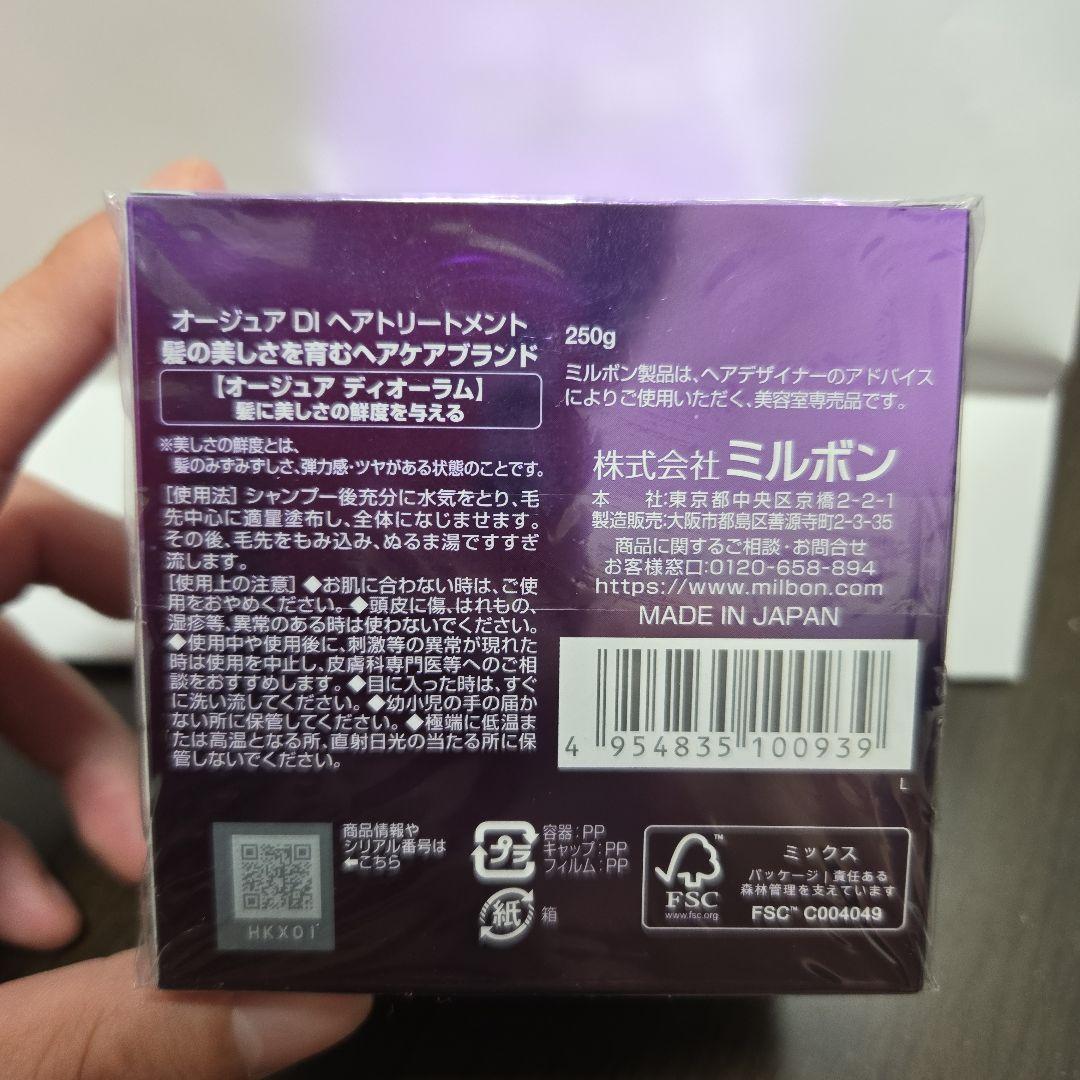 オージュア DI ヘアトリートメント
髪の美しさを育むヘアケアブランド
【オージュア ディオーラム】
髪に美しさの鮮度を与える
※美しさの鮮度とは、
髪のみずみずしさ、弾力感・ツヤがある状態のことです。
【使用法】シャンプー後充分に水気をとり、毛
先中心に適量塗布し、全体になじませます。
その後、毛先をもみ込み、ぬるま湯ですすぎ
流します。
【使用上の注意】◆お肌に合わない時は、ご使
用をおやめください。◆頭皮に傷、はれもの、
湿疹等、異常のある時は使わないでください。
◆使用中や使用後に、刺激等の異常が現れた
時は使用を中止し、皮膚科専門医等へのご相
談をおすすめします。◆目に入った時は、すぐ
に洗い流してください。◆幼小児の手の届か
ない所に保管してください。◆極端に低温ま
たは高温となる所、直射日光の当たる所に保
管しないでください。
250g
ミルボン製品は、ヘアデザイナーのアドバイス
によりご使用いただく、美容室専売品です。
株式会社 ミルボン
本 社:東京都中央区京橋2-2-1
製造販売:大阪市都島区善源寺町2-3-35
商品に関するご相談・お問合せ
お客様窓口:0120-658-894
https://www.milbon.com
MADE IN JAPAN
4 954835 100939
L
商品情報や
シリアル番号は
←こちら
HKX01
プラ
容器:PP
キャップ:PP
フィルム:PP
紙
箱
FSC™
www.fsc.org
ミックス
パッケージ|責任ある
森林管理を支えています
FSC™ C004049